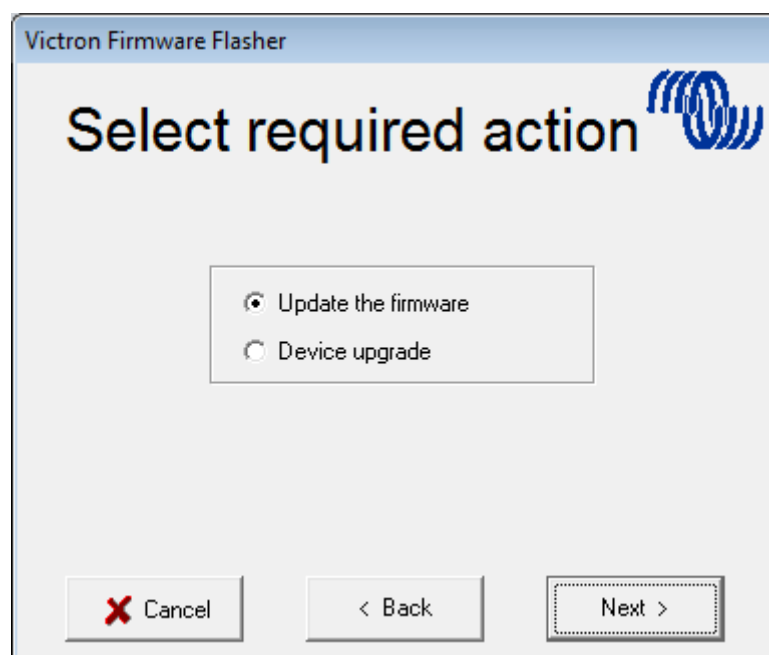 Victron Firmware Flasher
Select required action
Update the firmware
Device upgrade
Cancel
< Back
Next >